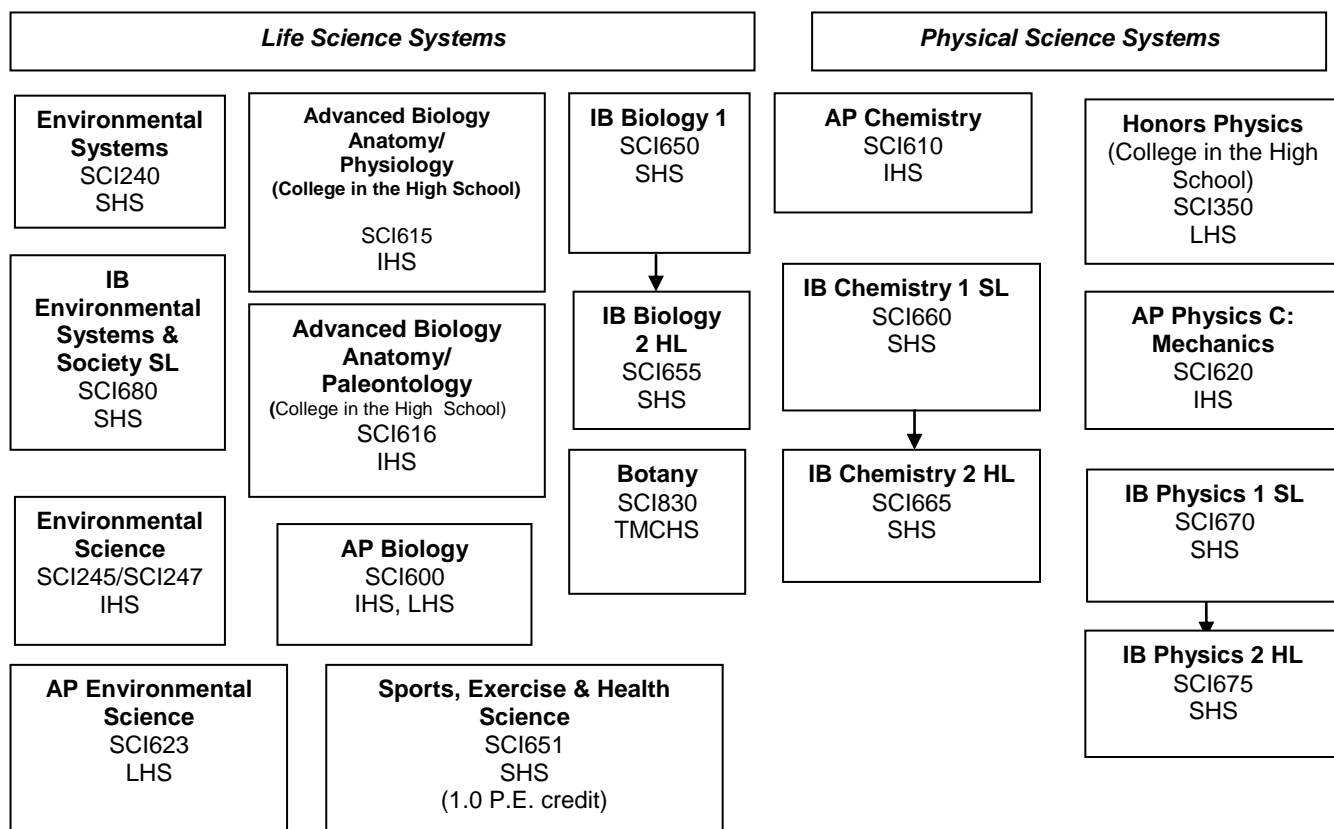 Life Science Systems
Physical Science Systems
Environmental
Systems
SCI240
SHS
IB
Environmental
Systems &
Society SL
SCI680
SHS
Environmental
Science
SCI245/SCI247
IHS
AP Environmental
Science
SCI623
LHS
Advanced Biology
Anatomy/
Physiology
(College in the High School)
SCI615
IHS
Advanced Biology
Anatomy/
Paleontology
(College in the High School)
SCI616
IHS
AP Biology
SCI600
IHS, LHS
Sports, Exercise & Health
Science
SCI651
SHS
(1.0 P.E. credit)
IB Biology 1
SCI650
SHS
IB Biology
2 HL
SCI655
SHS
Botany
SCI830
TMCHS
AP Chemistry
SCI610
IHS
IB Chemistry 1 SL
SCI660
SHS
IB Chemistry 2 HL
SCI665
SHS
Honors Physics
(College in the High
School)
SCI350
LHS
AP Physics C:
Mechanics
SCI620
IHS
IB Physics 1 SL
SCI670
SHS
IB Physics 2 HL
SCI675
SHS